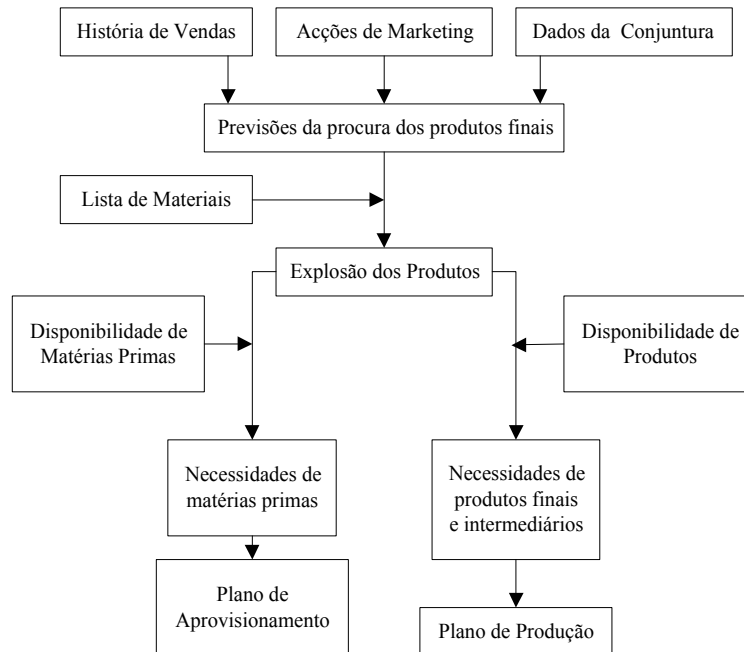 História de Vendas
Acções de Marketing
Dados da Conjuntura
Previsões da procura dos produtos finais
Lista de Materiais
Explosão dos Produtos
Disponibilidade de
Matérias Primas
Disponibilidade de
Produtos
Necessidades de
matérias primas
Necessidades de
produtos finais
e intermediários
Plano de
Aprovisionamento
Plano de Produção